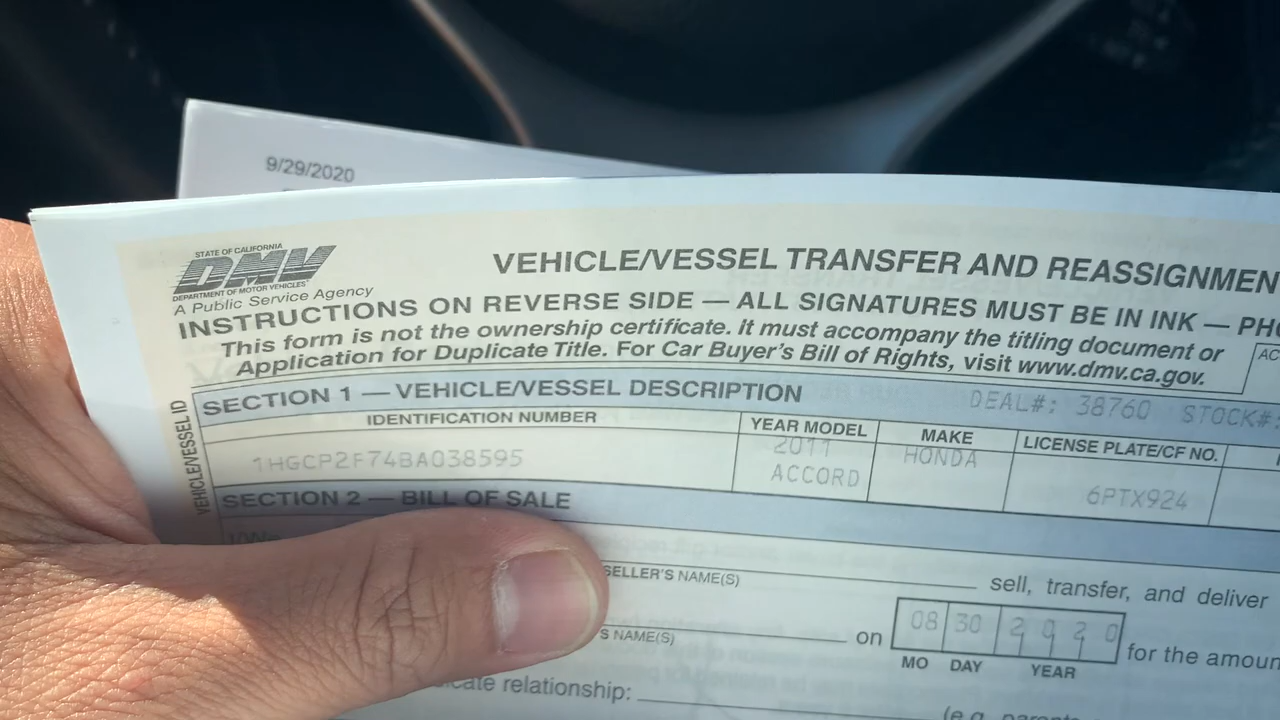 9/29/2020
STATE OF CALIFORNIA
DMV
DEPARTMENT OF MOTOR VEHICLES
A Public Service Agency
VEHICLE/VESSEL TRANSFER AND REASSIGNMEN
INSTRUCTIONS ON REVERSE SIDE — ALL SIGNATURES MUST BE IN INK — PHO
This form is not the ownership certificate. It must accompany the titling document or
Application for Duplicate Title. For Car Buyer's Bill of Rights, visit www.dmv.ca.gov.
AC
VEHICLE/VESSEL ID
SECTION 1 — VEHICLE/VESSEL DESCRIPTION DEAL#: 38760 STOCK#:
IDENTIFICATION NUMBER YEAR MODEL MAKE LICENSE PLATE/CF NO.
1HGCP2F74BA038595 2011 ACCORD HONDA 6PTX924
SECTION 2 — BILL OF SALE
I/We
SELLER'S NAME(S) sell, transfer, and deliver
S NAME(S) on 08 30 2020 for the amoun
MO DAY YEAR
cate relationship: (e.g. parents